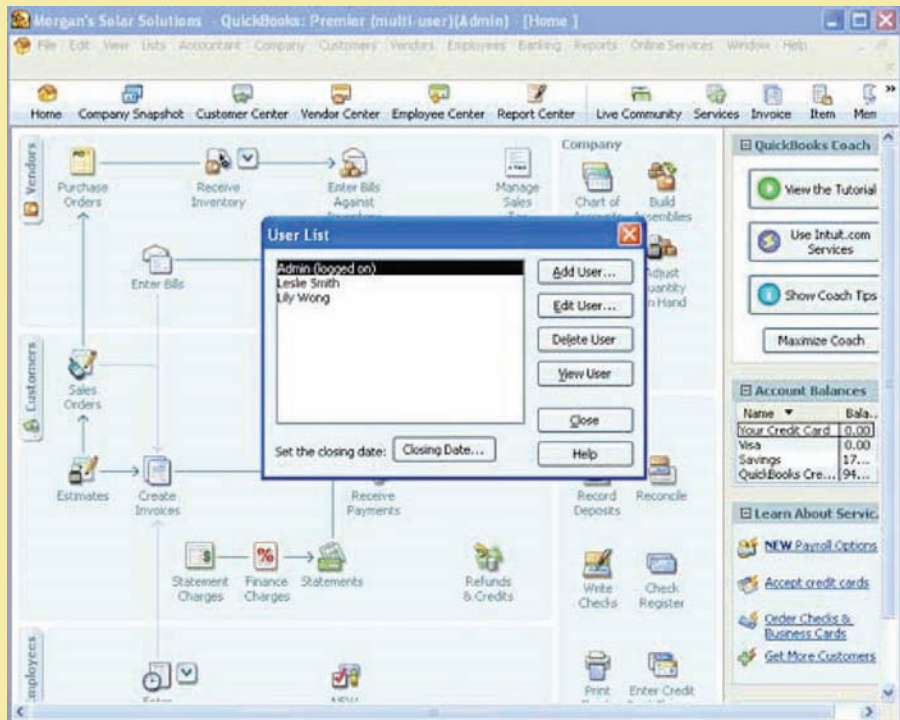 Morgan's Solar Solutions - QuickBooks: Premier (multi-user)(Admin) - [Home ]
File Edit View Lists Accountant Company Customers Vendors Employees Banking Reports Online Services Window Help
Home Company Snapshot Customer Center Vendor Center Employee Center Report Center Live Community Services Invoice Item Mem
Vendors
Purchase Orders
Receive Inventory
Enter Bills Against
Manage Sales
Enter Bills
Company
Chart of
Build Assemblies
Adjust
Hand
User List
Admin (logged on)
Leslie Smith
Lily Wong
Add User...
Edit User...
Delete User
View User
Close
Help
Set the closing date: Closing Date...
Customers
Sales Orders
Estimates
Create Invoices
Receive Payments
Statement Charges
Finance Charges
Statements
Refunds & Credits
Record Deposits
Reconcile
Write Checks
Check Register
Print
Enter Credit
Employees
Enter
NEW
QuickBooks Coach
View the Tutorial
Use Intuit.com Services
Show Coach Tips
Maximize Coach
Account Balances
Name Bala..
Your Credit Card 0.00
Visa 0.00
Savings 17...
QuickBooks Cre... 94...
Learn About Servic
NEW Payroll Options
Accept credit cards
Order Checks & Business Cards
Get More Customers